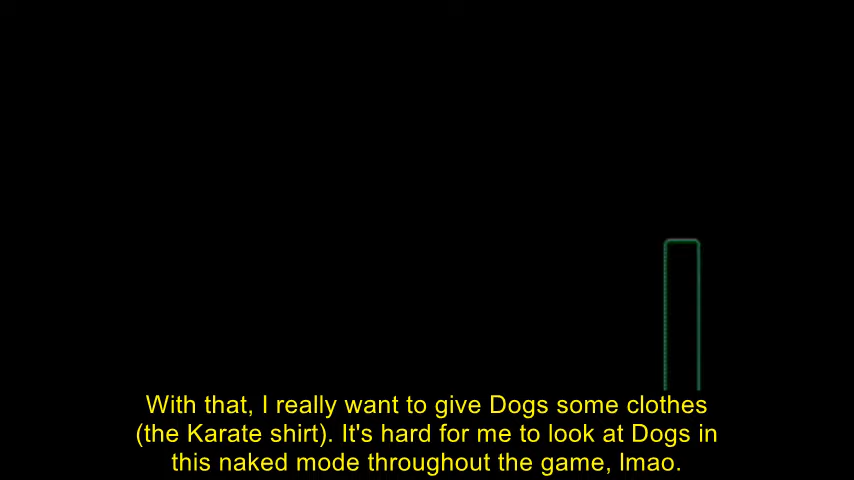 With that, I really want to give Dogs some clothes
(the Karate shirt). It's hard for me to look at Dogs in
this naked mode throughout the game, lmao.